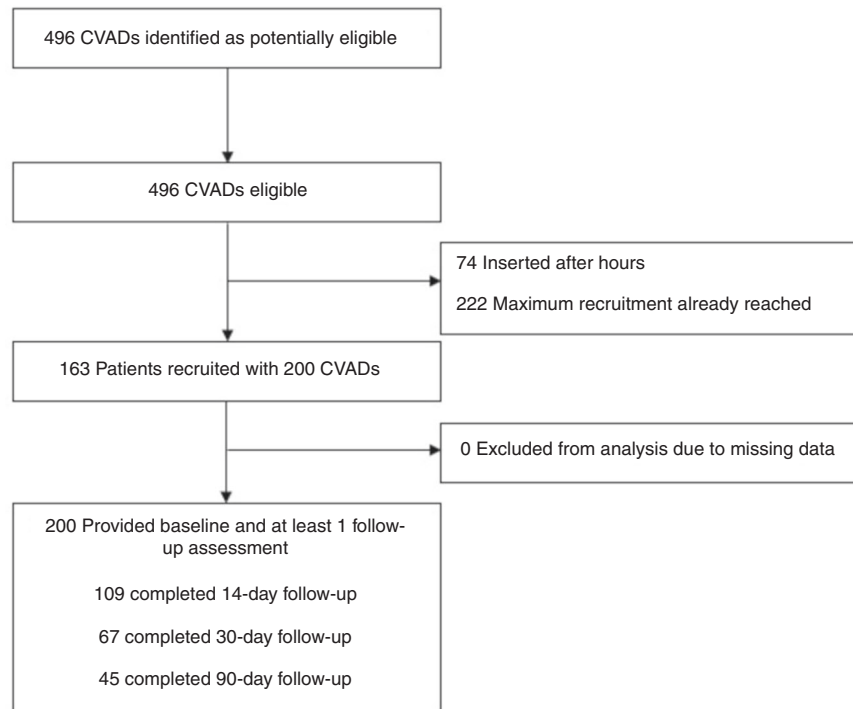 496 CVADs identified as potentially eligible
496 CVADs eligible
74 Inserted after hours
222 Maximum recruitment already reached
163 Patients recruited with 200 CVADs
0 Excluded from analysis due to missing data
200 Provided baseline and at least 1 follow-
up assessment
109 completed 14-day follow-up
67 completed 30-day follow-up
45 completed 90-day follow-up